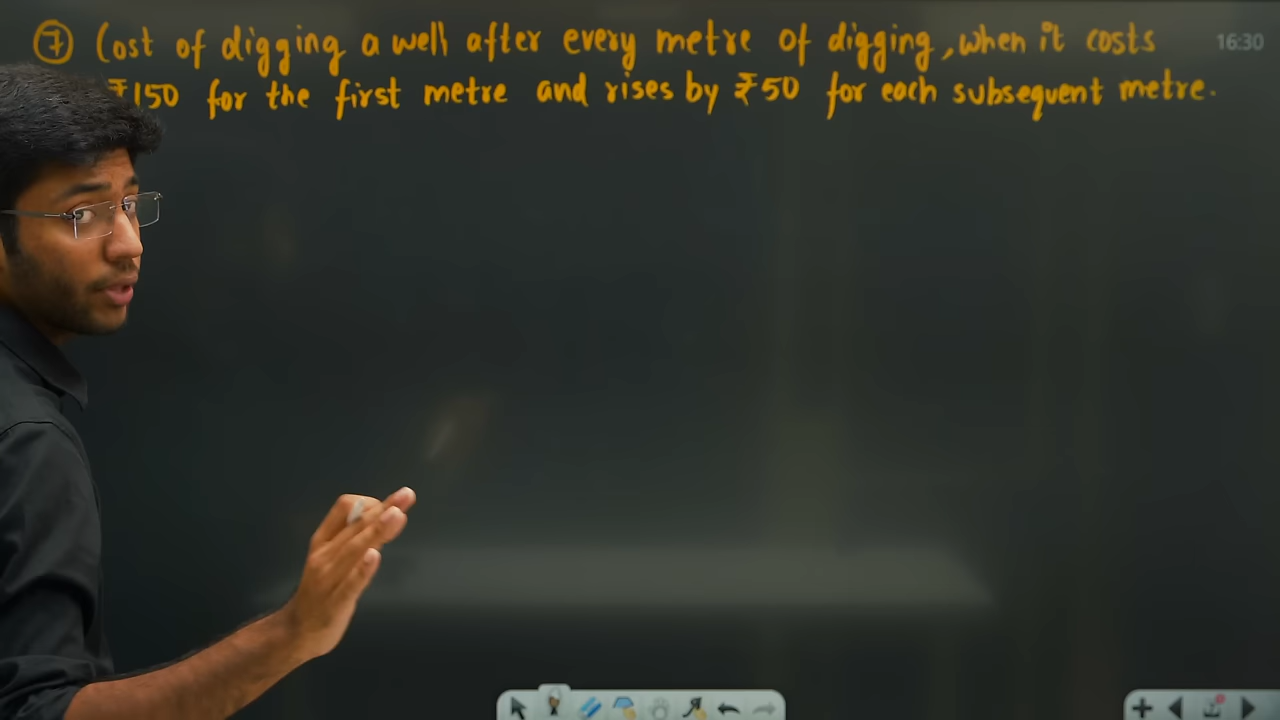 7 Cost of digging a well after every metre of digging, when it costs
₹150 for the first metre and rises by ₹50 for each subsequent metre.
16:30